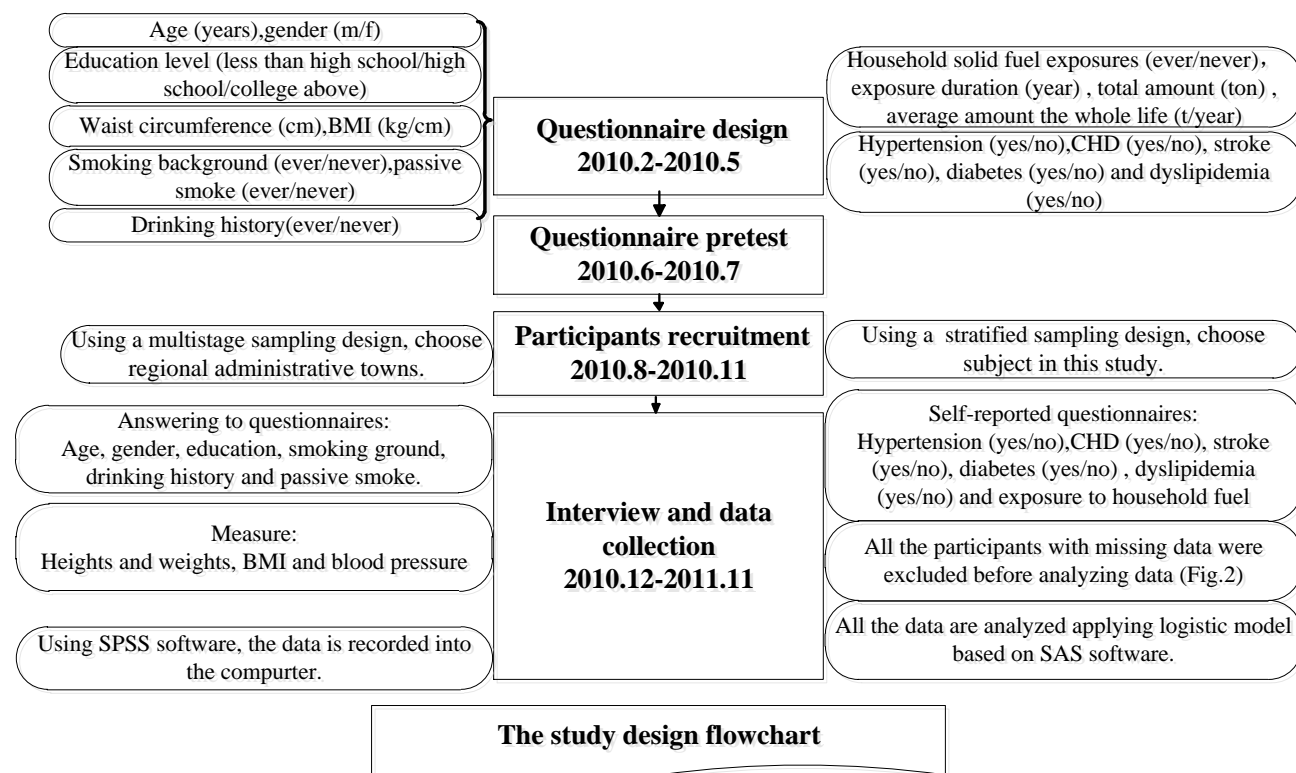 Age (years),gender (m/f)
Education level (less than high school/high
school/college above)
Waist circumference (cm),BMI (kg/cm)
Smoking background (ever/never),passive
smoke (ever/never)
Drinking history(ever/never)
Questionnaire design
2010.2-2010.5
Household solid fuel exposures (ever/never),
exposure duration (year) , total amount (ton) ,
average amount the whole life (t/year)
Hypertension (yes/no),CHD (yes/no), stroke
(yes/no), diabetes (yes/no) and dyslipidemia
(yes/no)
Questionnaire pretest
2010.6-2010.7
Using a multistage sampling design, choose
regional administrative towns.
Participants recruitment
2010.8-2010.11
Using a stratified sampling design, choose
subject in this study.
Answering to questionnaires:
Age, gender, education, smoking ground,
drinking history and passive smoke.
Measure:
Heights and weights, BMI and blood pressure
Using SPSS software, the data is recorded into
the compurter.
Interview and data
collection
2010.12-2011.11
Self-reported questionnaires:
Hypertension (yes/no),CHD (yes/no), stroke
(yes/no), diabetes (yes/no) , dyslipidemia
(yes/no) and exposure to household fuel
All the participants with missing data were
excluded before analyzing data (Fig.2)
All the data are analyzed applying logistic model
based on SAS software.
The study design flowchart